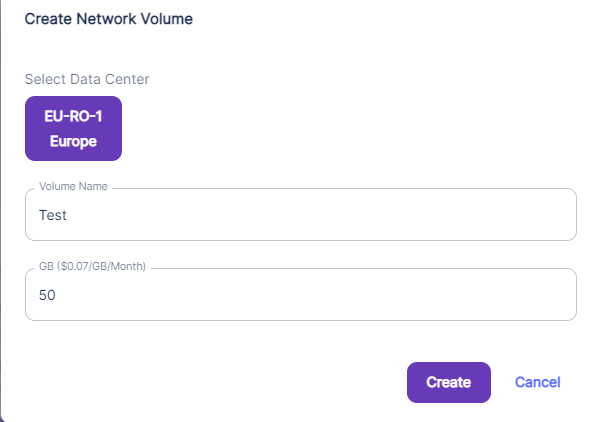 Create Network Volume
Select Data Center
EU-RO-1
Europe
Volume Name
Test
GB ($0.07/GB/Month)
50
Create
Cancel